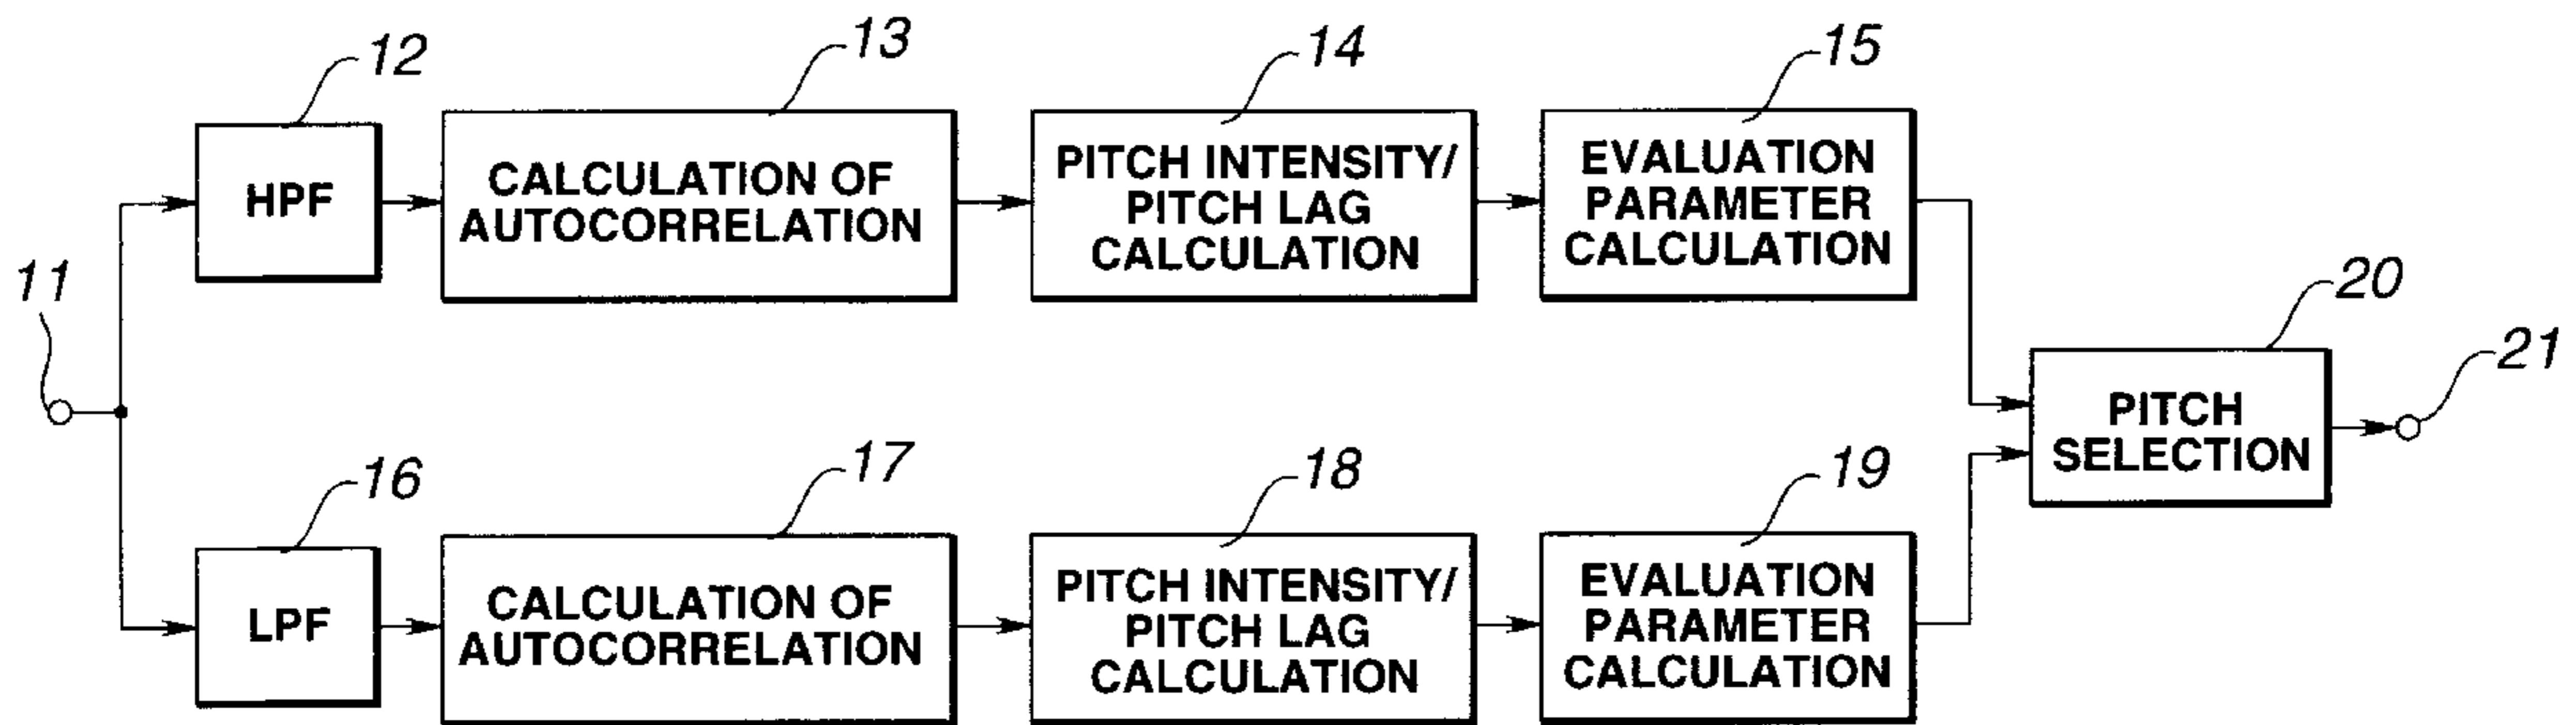 12
13
14
15
HPF
CALCULATION OF
AUTOCORRELATION
PITCH INTENSITY/
PITCH LAG
CALCULATION
EVALUATION
PARAMETER
CALCULATION
11
20
21
PITCH
SELECTION
16
17
18
19
LPF
CALCULATION OF
AUTOCORRELATION
PITCH INTENSITY/
PITCH LAG
CALCULATION
EVALUATION
PARAMETER
CALCULATION